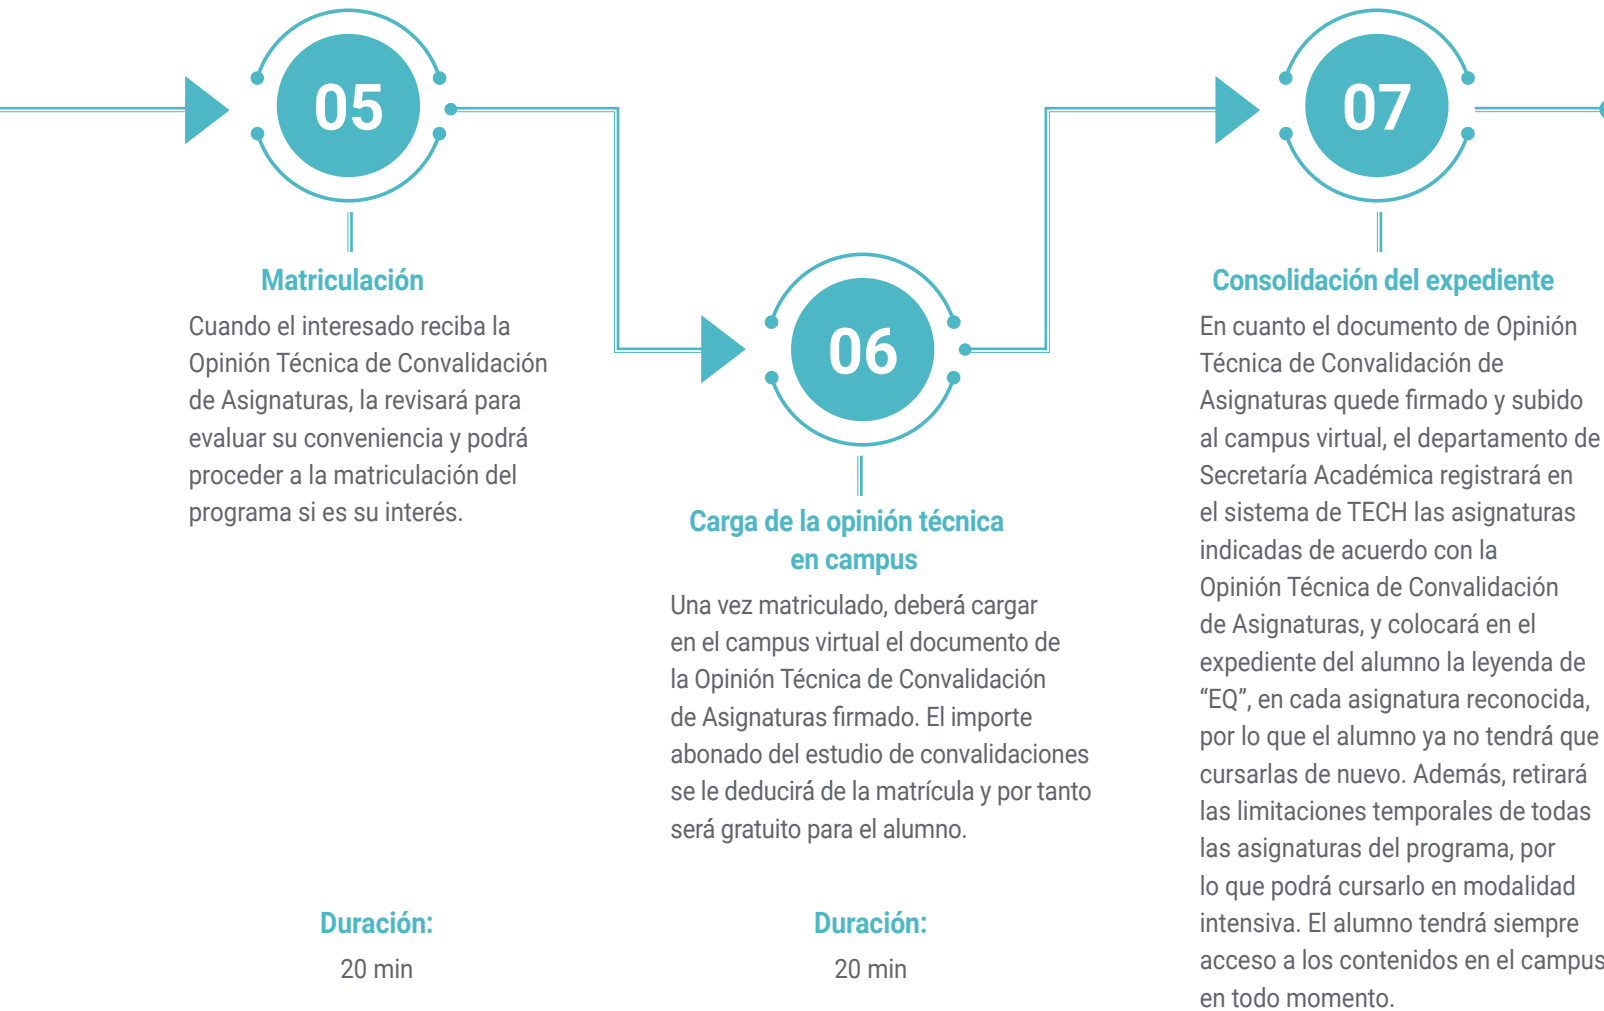 05
Matriculación
Cuando el interesado reciba la
Opinión Técnica de Convalidación
de Asignaturas, la revisará para
evaluar su conveniencia y podrá
proceder a la matriculación del
programa si es su interés.
Duración:
20 min
06
Carga de la opinión técnica
en campus
Una vez matriculado, deberá cargar
en el campus virtual el documento de
la Opinión Técnica de Convalidación
de Asignaturas firmado. El importe
abonado del estudio de convalidaciones
se le deducirá de la matrícula y por tanto
será gratuito para el alumno.
Duración:
20 min
07
Consolidación del expediente
En cuanto el documento de Opinión
Técnica de Convalidación de
Asignaturas quede firmado y subido
al campus virtual, el departamento de
Secretaría Académica registrará en
el sistema de TECH las asignaturas
indicadas de acuerdo con la
Opinión Técnica de Convalidación
de Asignaturas, y colocará en el
expediente del alumno la leyenda de
“EQ”, en cada asignatura reconocida,
por lo que el alumno ya no tendrá que
cursarlas de nuevo. Además, retirará
las limitaciones temporales de todas
las asignaturas del programa, por
lo que podrá cursarlo en modalidad
intensiva. El alumno tendrá siempre
acceso a los contenidos en el campus
en todo momento.